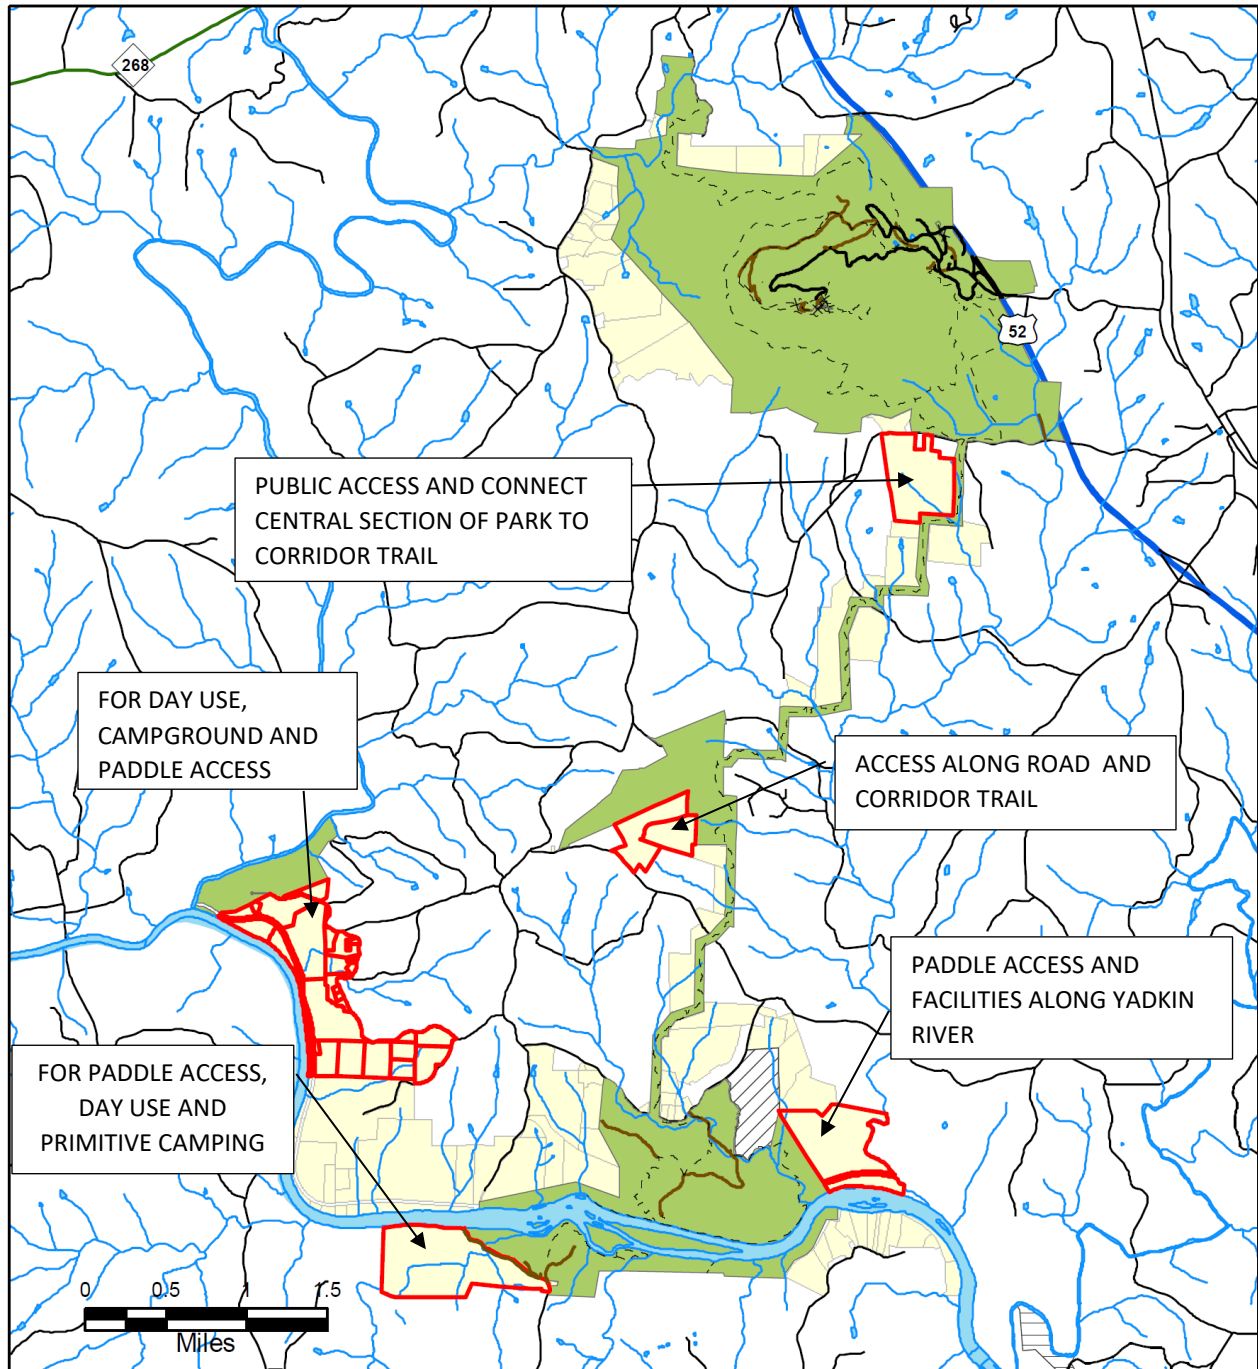 268
52
PUBLIC ACCESS AND CONNECT
CENTRAL SECTION OF PARK TO
CORRIDOR TRAIL
FOR DAY USE,
CAMPGROUND AND
PADDLE ACCESS
ACCESS ALONG ROAD AND
CORRIDOR TRAIL
PADDLE ACCESS AND
FACILITIES ALONG YADKIN
RIVER
FOR PADDLE ACCESS,
DAY USE AND
PRIMITIVE CAMPING
0 0.5 1 1.5
Miles